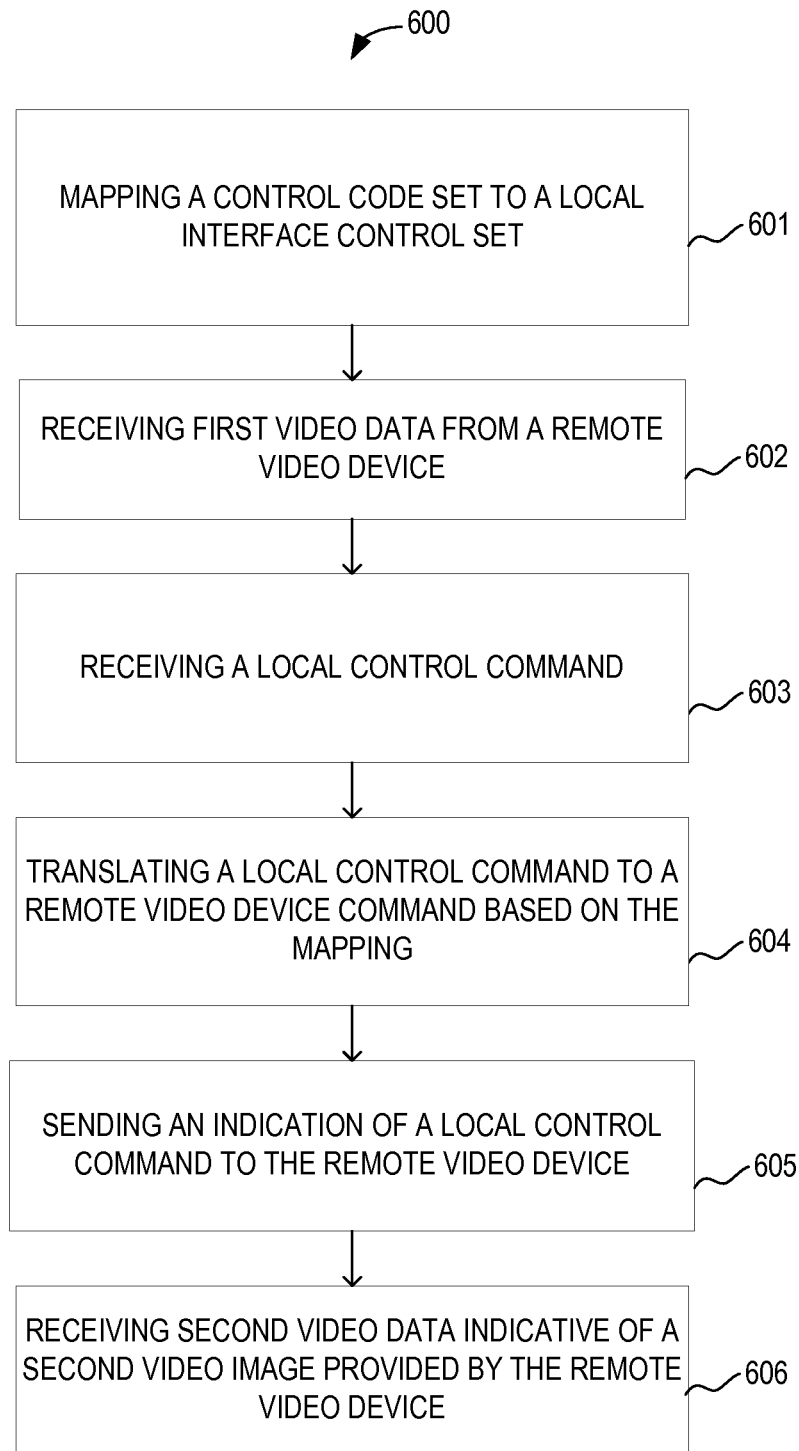 600
MAPPING A CONTROL CODE SET TO A LOCAL
INTERFACE CONTROL SET
601
RECEIVING FIRST VIDEO DATA FROM A REMOTE
VIDEO DEVICE
602
RECEIVING A LOCAL CONTROL COMMAND
603
TRANSLATING A LOCAL CONTROL COMMAND TO A
REMOTE VIDEO DEVICE COMMAND BASED ON THE
MAPPING
604
SENDING AN INDICATION OF A LOCAL CONTROL
COMMAND TO THE REMOTE VIDEO DEVICE
605
RECEIVING SECOND VIDEO DATA INDICATIVE OF A
SECOND VIDEO IMAGE PROVIDED BY THE REMOTE
VIDEO DEVICE
606